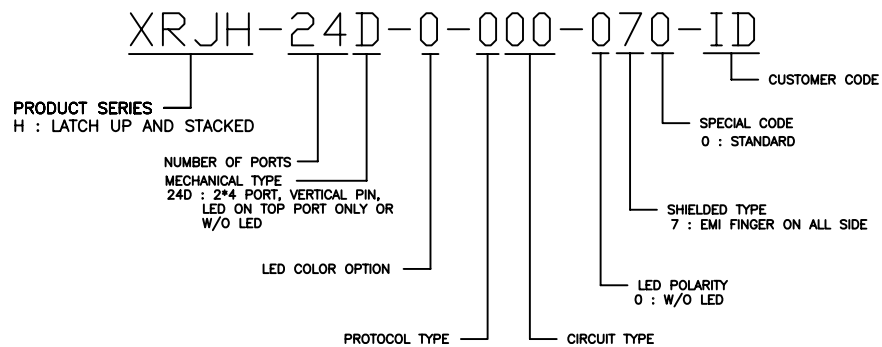 XRJH-24D-0-000-070-ID
CUSTOMER CODE
PRODUCT SERIES
H : LATCH UP AND STACKED
SPECIAL CODE
0 : STANDARD
NUMBER OF PORTS
MECHANICAL TYPE
24D : 2*4 PORT, VERTICAL PIN,
LED ON TOP PORT ONLY OR
W/O LED
SHIELDED TYPE
7 : EMI FINGER ON ALL SIDE
LED COLOR OPTION
LED POLARITY
0 : W/O LED
PROTOCOL TYPE
CIRCUIT TYPE